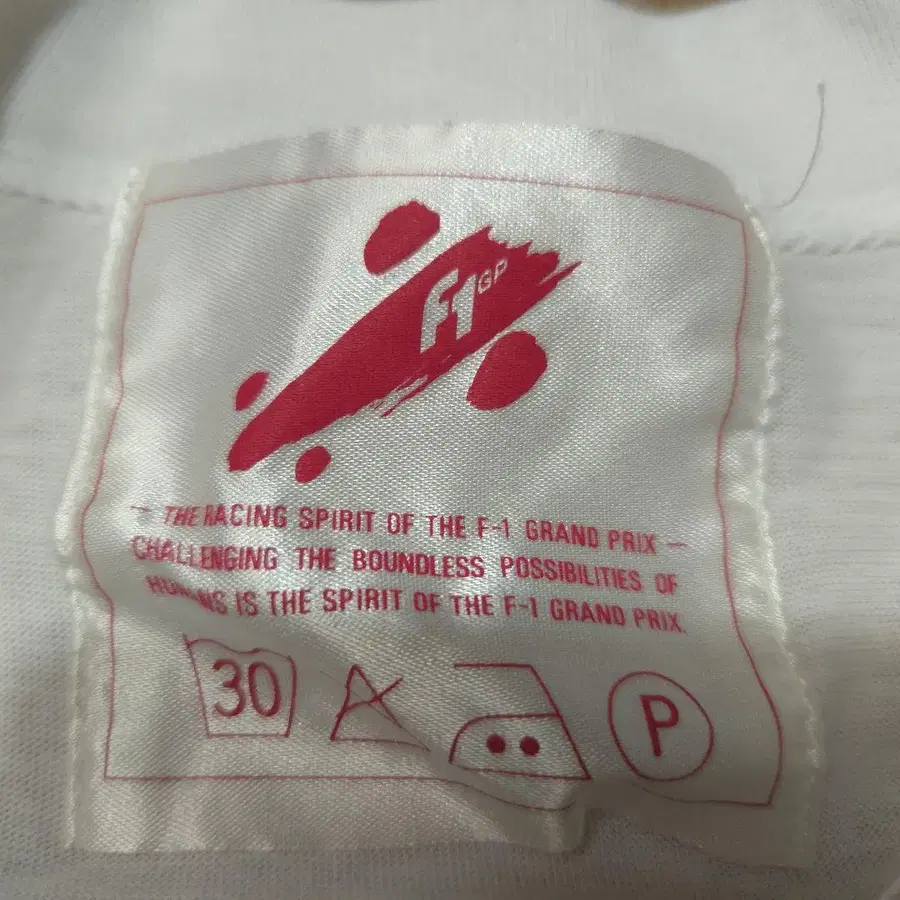 F1 GP
— THE RACING SPIRIT OF THE F-1 GRAND PRIX —
CHALLENGING THE BOUNDLESS POSSIBILITIES OF
HUMANS IS THE SPIRIT OF THE F-1 GRAND PRIX.
30 A P